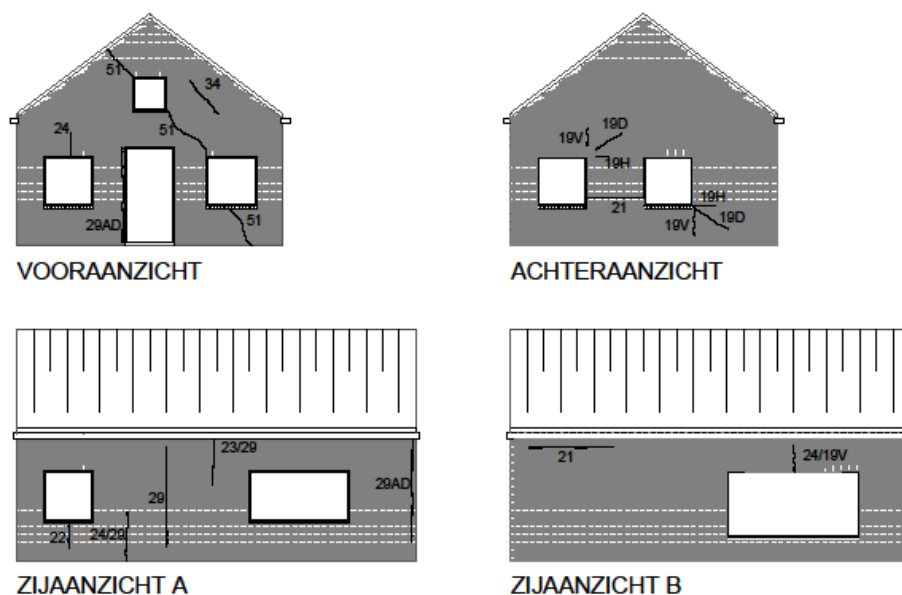 51
34
24
51
29AD
51
VOORAANZICHT
19V
19D
19H
21
19H
19V
19D
ACHTERAANZICHT
23/29
29
29AD
22
24/29
ZIJAANZICHT A
21
24/19V
ZIJAANZICHT B